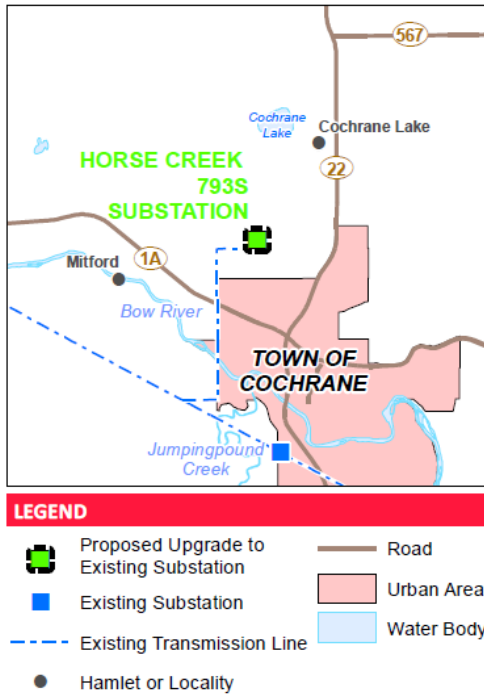 567
Cochrane
Lake
Cochrane Lake
HORSE CREEK
793S
SUBSTATION
22
Mitford
1A
Bow River
TOWN OF
COCHRANE
Jumpingpound
Creek
LEGEND
Proposed Upgrade to
Existing Substation
Existing Substation
Existing Transmission Line
Hamlet or Locality
Road
Urban Area
Water Body